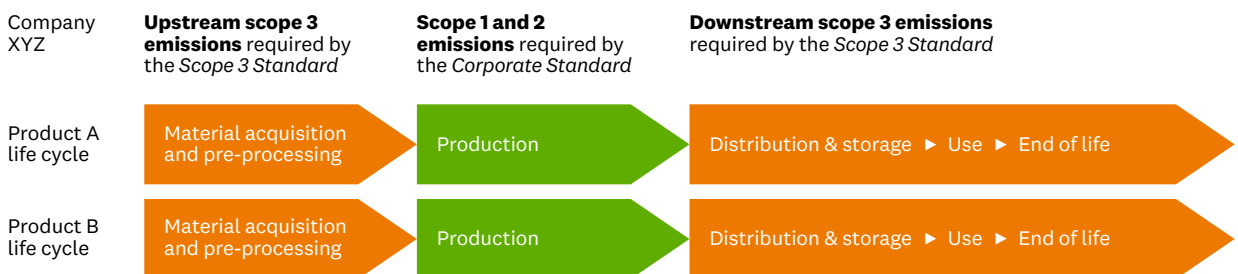 Company
XYZ
Upstream scope 3
emissions required by
the Scope 3 Standard
Scope 1 and 2
emissions required by
the Corporate Standard
Downstream scope 3 emissions
required by the Scope 3 Standard
Product A
life cycle
Material acquisition
and pre-processing
Production
Distribution & storage ► Use ► End of life
Product B
life cycle
Material acquisition
and pre-processing
Production
Distribution & storage ► Use ► End of life